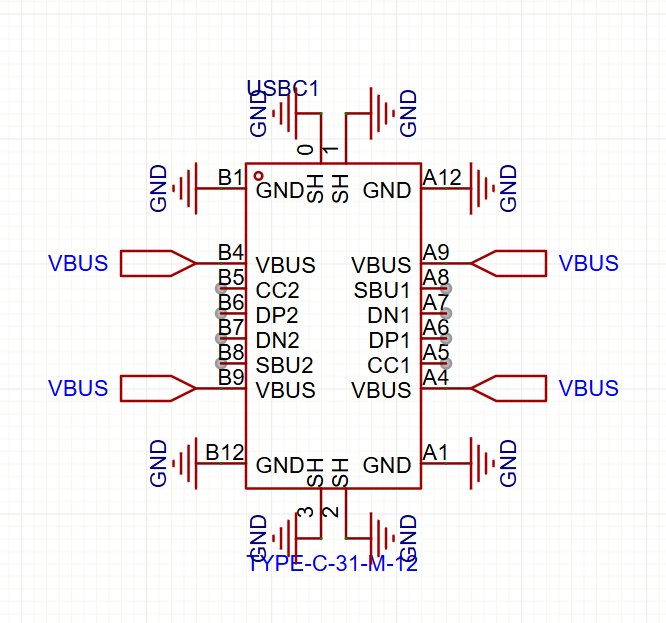 USBC1
GND GND
0 1
GND B1 GND SH SH GND A12 GND
VBUS B4 VBUS VBUS A9 VBUS
B5 CC2 SBU1 A8
B6 DP2 DN1 A7
B7 DN2 DP1 A6
B8 SBU2 CC1 A5
VBUS B9 VBUS VBUS A4 VBUS
GND B12 GND SH SH GND A1 GND
3 2
GND GND
TYPE-C-31-M-12